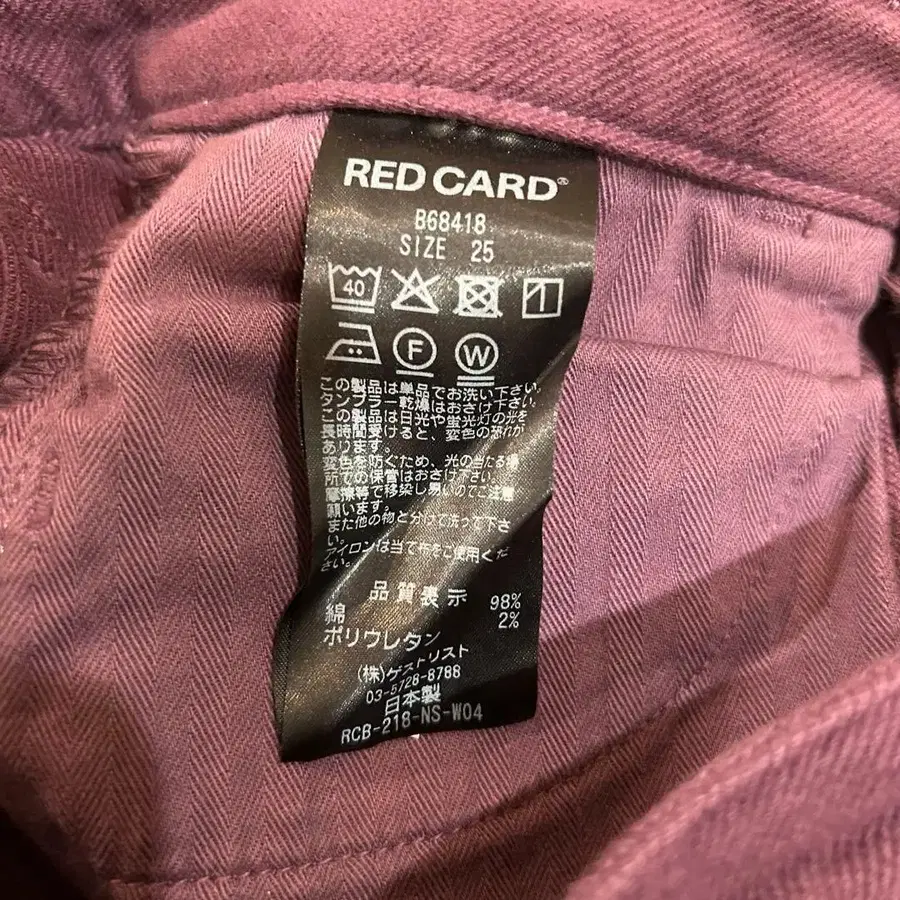 RED CARD®
B68418
SIZE 25
40
F
W
この製品は単品でお洗い下さい。
タンブラー乾燥はおさけ下さい。
この製品は日光や蛍光灯の光を
長時間受けると、変色の恐れが
あります。
変色を防ぐため、光の当たる場
所での保管はおさけ下さい。
摩擦等で移染し易いのでご注意
願います。
また他の物と分けて洗って下さ
い。
アイロンは当て布をご使用くだ
さい。
品質表示
綿 98%
ポリウレタン 2%
(株)ゲストリスト
03-5728-8788
日本製
RCB-218-NS-W04